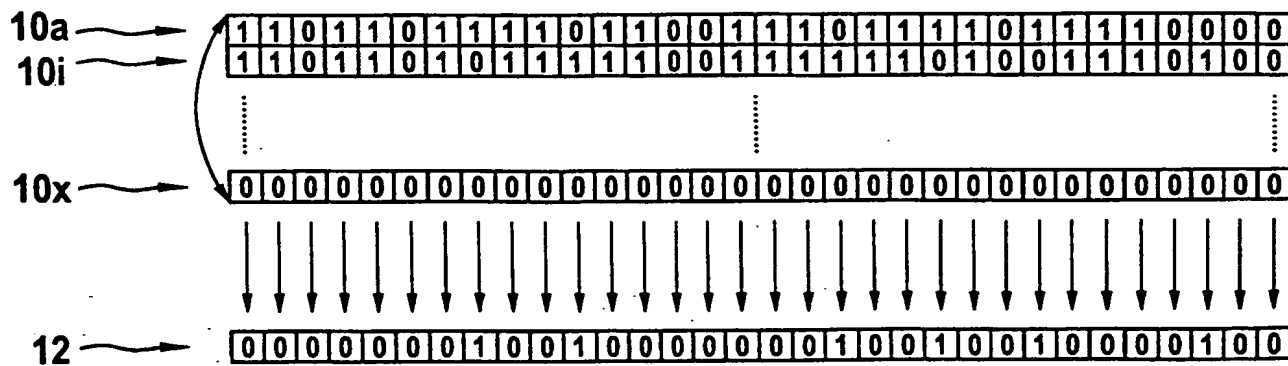 10a 1 1 0 1 1 0 1 1 1 1 0 1 1 0 0 1 1 1 0 1 1 1 1 0 1 1 1 1 0 0 0 0
10i 1 1 0 1 1 0 1 0 1 1 1 1 1 0 0 1 1 1 1 1 1 0 1 0 0 1 1 1 0 1 0 0
10x 0 0 0 0 0 0 0 0 0 0 0 0 0 0 0 0 0 0 0 0 0 0 0 0 0 0 0 0 0 0 0 0
12 0 0 0 0 0 0 0 1 0 0 1 0 0 0 0 0 0 0 1 0 0 1 0 0 1 0 0 0 0 1 0 0